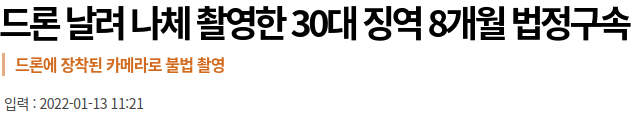 드론 날려 나체 촬영한 30대 징역 8개월 법정구속
드론에 장착된 카메라로 불법 촬영
입력 : 2022-01-13 11:21